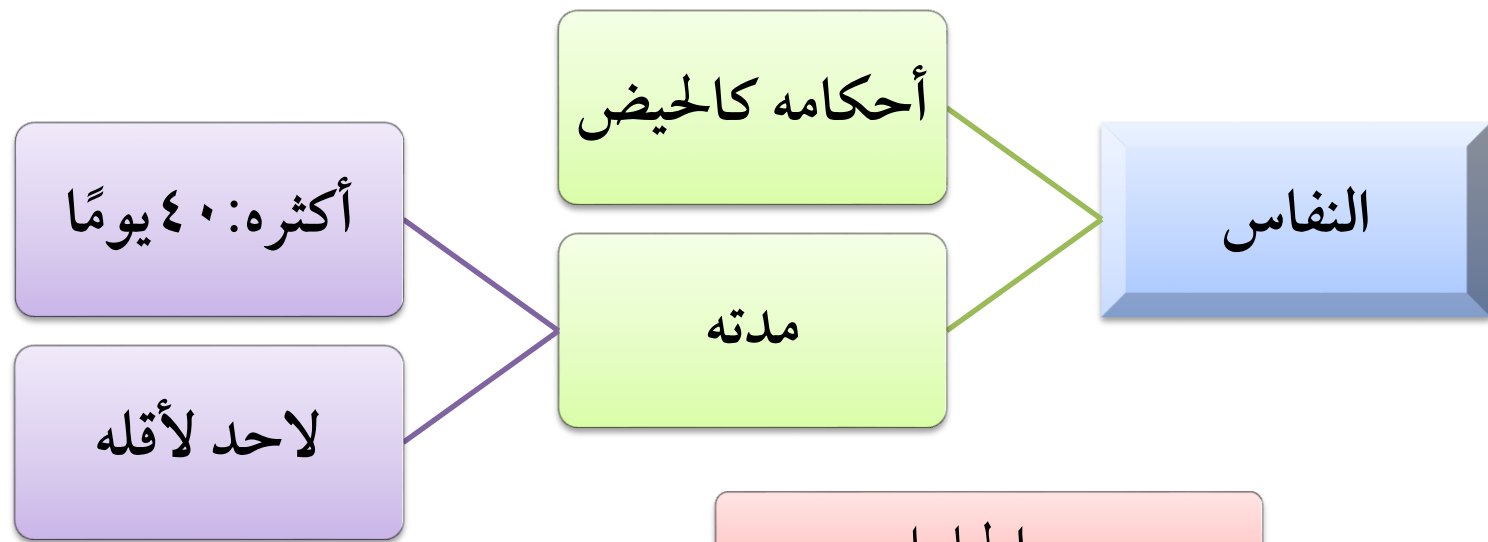 النفاس
أحكامه كالحيض
مدته
أكثره: ٤٠ يومًا
لاحد لأقله